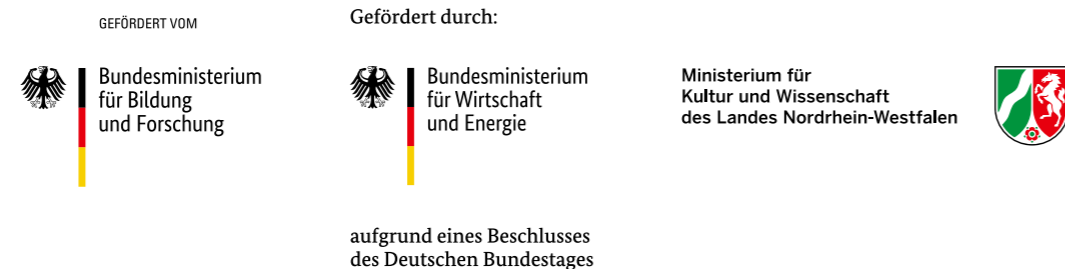 GEFÖRDERT VOM
Bundesministerium
für Bildung
und Forschung
Gefördert durch:
Bundesministerium
für Wirtschaft
und Energie
aufgrund eines Beschlusses
des Deutschen Bundestages
Ministerium für
Kultur und Wissenschaft
des Landes Nordrhein-Westfalen